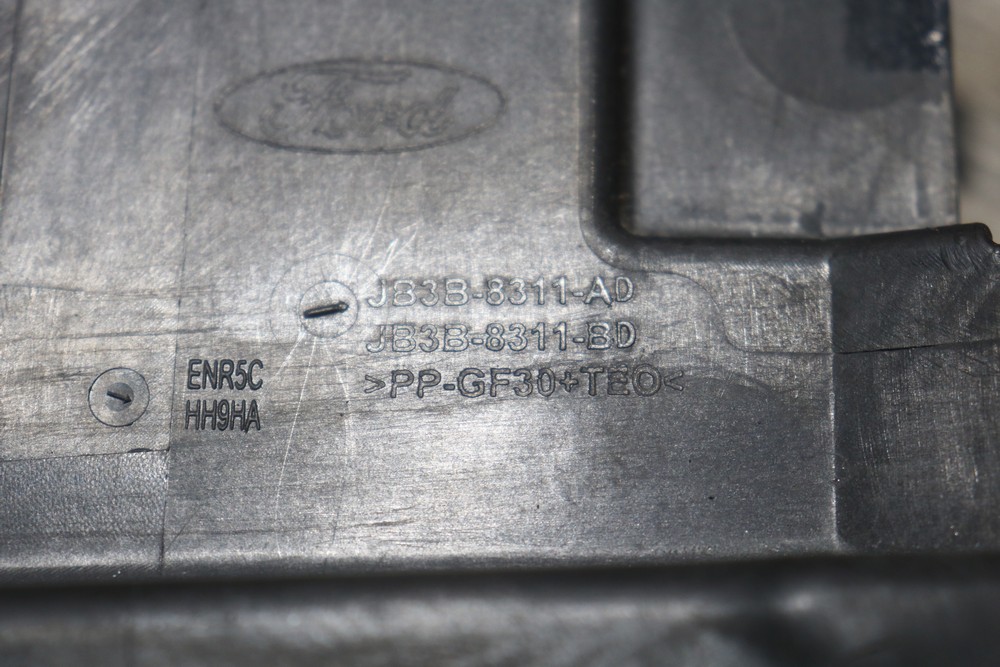 Ford
JB3B-8311-AD
JB3B-8311-BD
>PP-GF30+TEO<
ENR5C
HH9HA